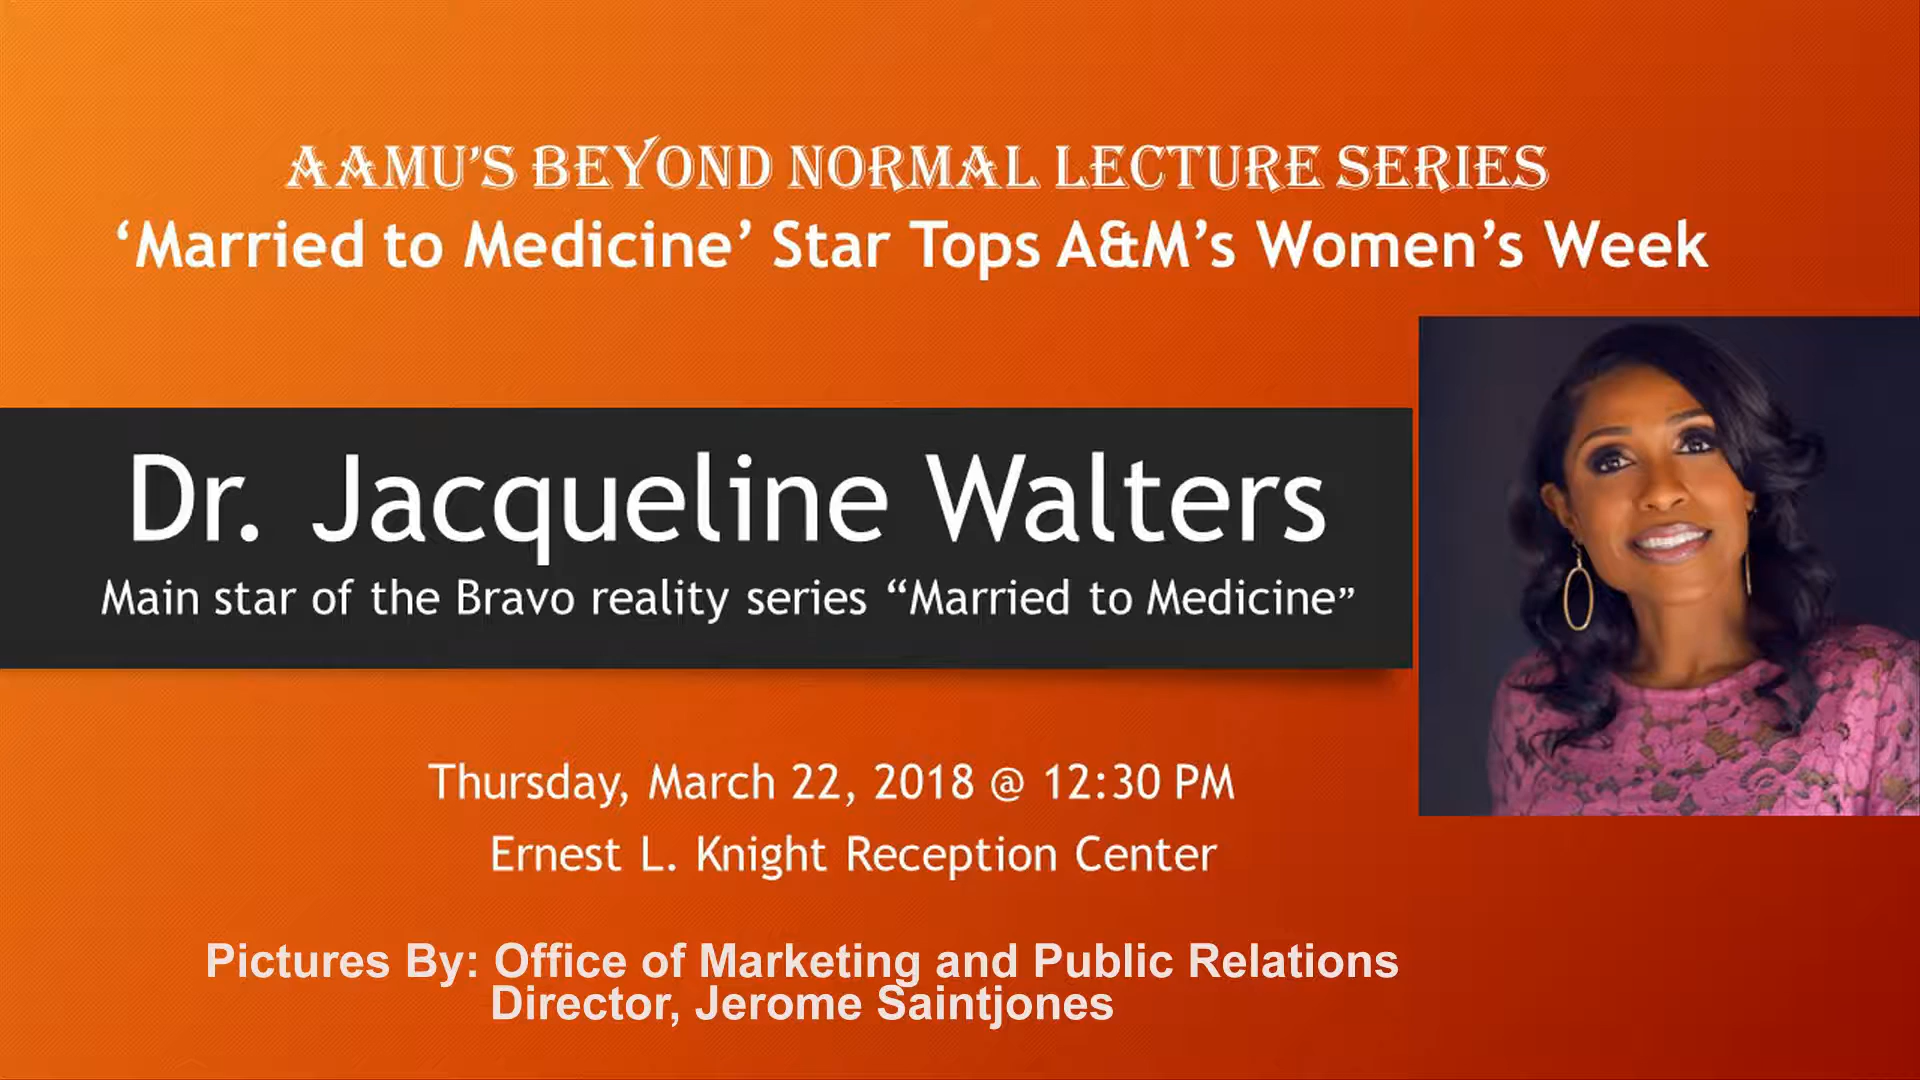 AAMU'S BEYOND NORMAL LECTURE SERIES
‘Married to Medicine’ Star Tops A&M’s Women’s Week
Dr. Jacqueline Walters
Main star of the Bravo reality series “Married to Medicine”
Thursday, March 22, 2018 @ 12:30 PM
Ernest L. Knight Reception Center
Pictures By: Office of Marketing and Public Relations
Director, Jerome Saintjones